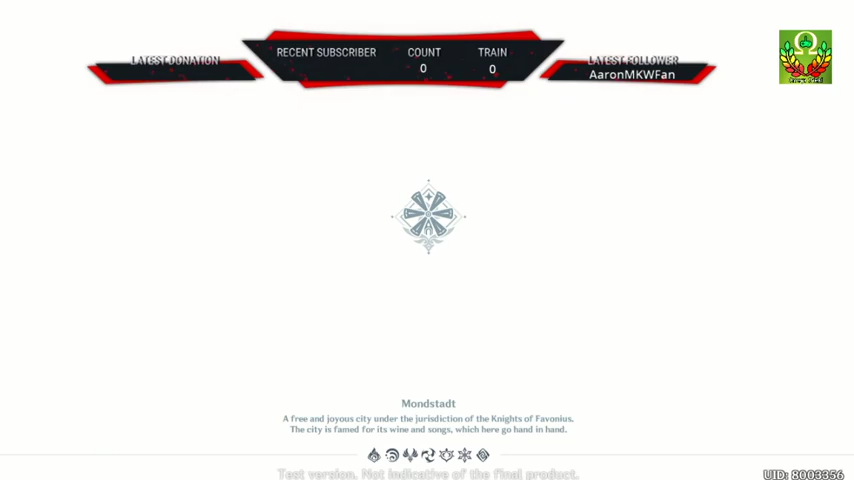 LATEST DONATION
RECENT SUBSCRIBER COUNT TRAIN
0 0
LATEST FOLLOWER
AaronMKWFan
Ω
Mondstadt
A free and joyous city under the jurisdiction of the Knights of Favonius.
The city is famed for its wine and songs, which here go hand in hand.
Test version. Not indicative of the final product.
UID: 8003356